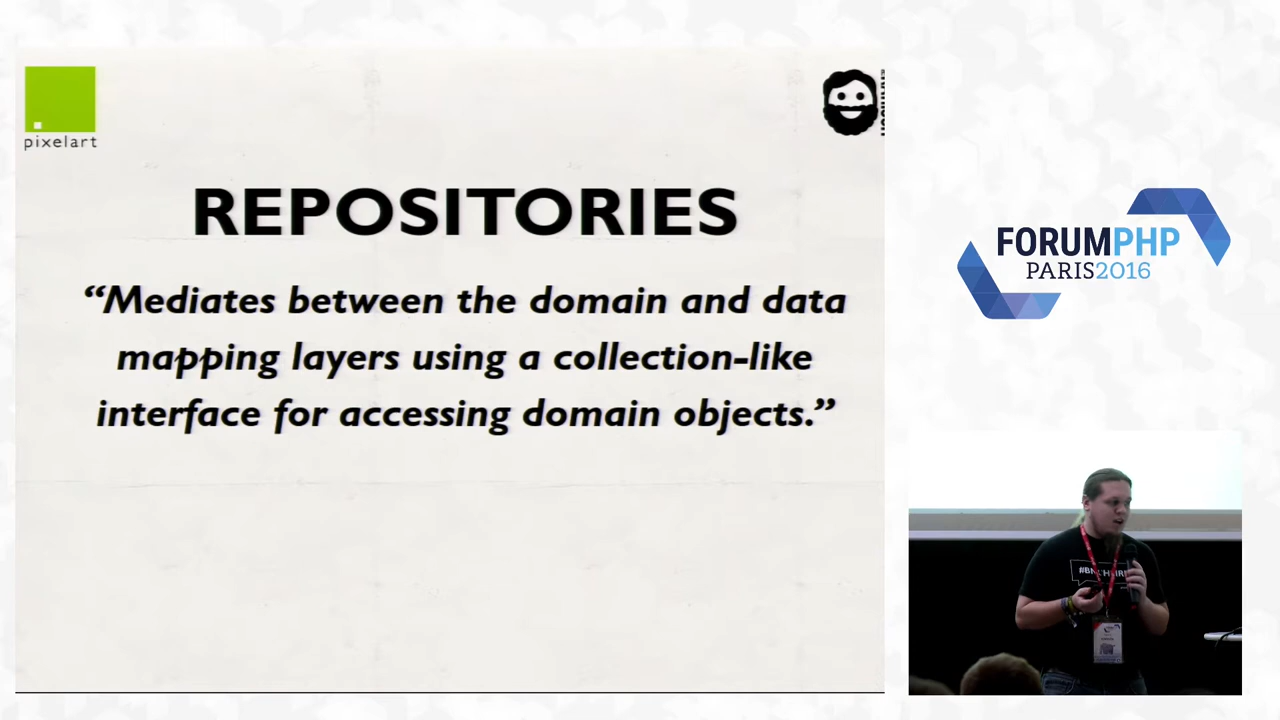 pixelart
REPOSITORIES
“Mediates between the domain and data
mapping layers using a collection-like
interface for accessing domain objects.”
FORUMPHP
PARIS2016